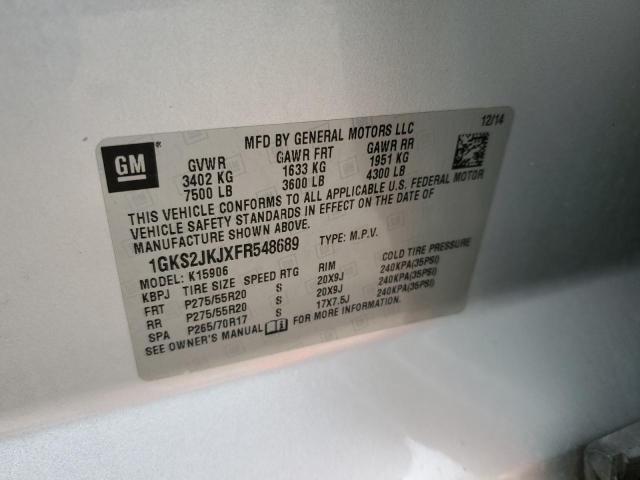 GM
12/14
MFD BY GENERAL MOTORS LLC
GVWR GAWR FRT GAWR RR
3402 KG 1633 KG 1951 KG
7500 LB 3600 LB 4300 LB
THIS VEHICLE CONFORMS TO ALL APPLICABLE U.S. FEDERAL MOTOR
VEHICLE SAFETY STANDARDS IN EFFECT ON THE DATE OF
MANUFACTURE SHOWN ABOVE.
1GKS2JKJXFR548689 TYPE: M.P.V.
MODEL: K15906
KBPJ TIRE SIZE SPEED RTG RIM COLD TIRE PRESSURE
FRT P275/55R20 S 20X9J 240KPA(35PSI)
RR P275/55R20 S 20X9J 240KPA(35PSI)
SPA P265/70R17 S 17X7.5J 240KPA(35PSI)
SEE OWNER'S MANUAL FOR MORE INFORMATION.